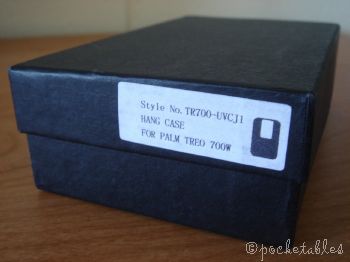 Style No.TR700-UVCJ1
HANG CASE
FOR PALM TREO 700W
©pocketables